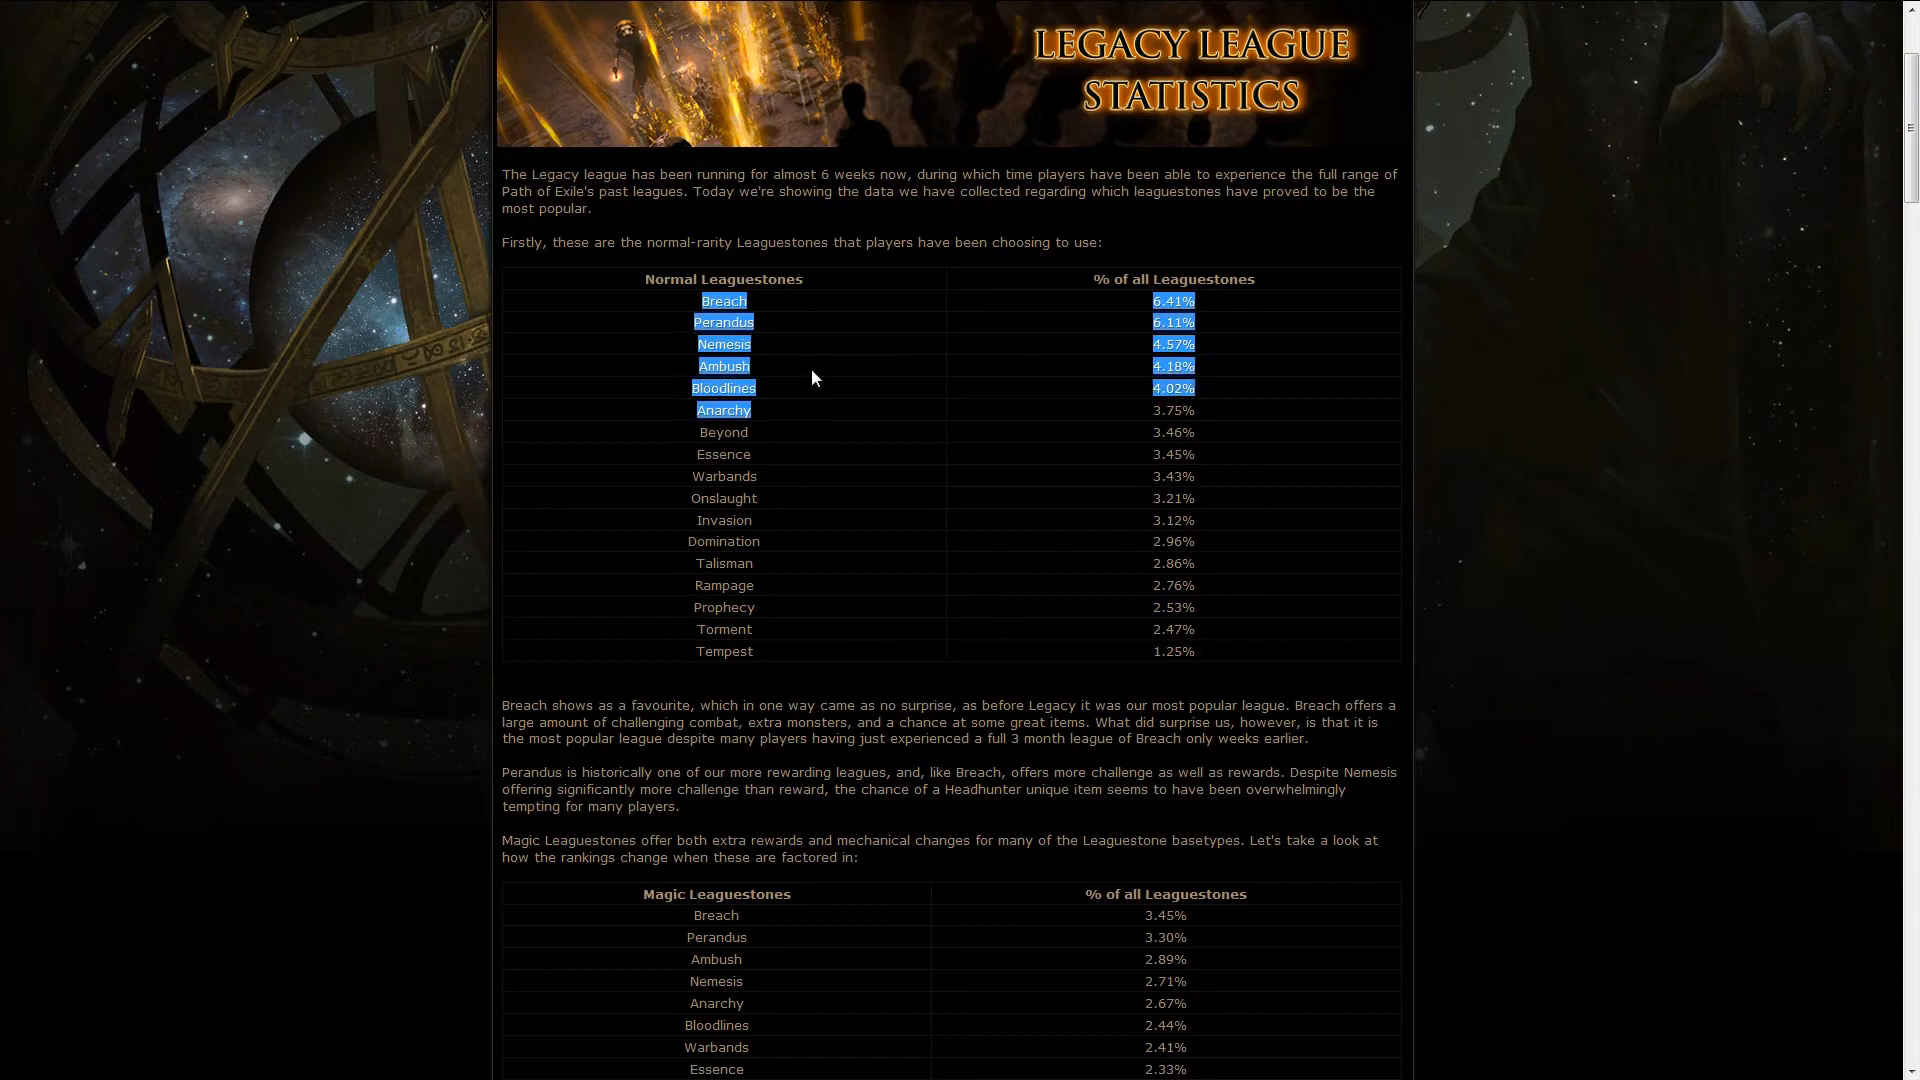 LEGACY LEAGUE
STATISTICS
The Legacy league has been running for almost 6 weeks now, during which time players have been able to experience the full range of
Path of Exile's past leagues. Today we're showing the data we have collected regarding which leaguestones have proved to be the
most popular.
Firstly, these are the normal-rarity Leaguestones that players have been choosing to use:
Normal Leaguestones % of all Leaguestones
Breach 6.41%
Perandus 6.11%
Nemesis 4.57%
Ambush 4.18%
Bloodlines 4.02%
Anarchy 3.75%
Beyond 3.46%
Essence 3.45%
Warbands 3.43%
Onslaught 3.21%
Invasion 3.12%
Domination 2.96%
Talisman 2.86%
Rampage 2.76%
Prophecy 2.53%
Torment 2.47%
Tempest 1.25%
Breach shows as a favourite, which in one way came as no surprise, as before Legacy it was our most popular league. Breach offers a
large amount of challenging combat, extra monsters, and a chance at some great items. What did surprise us, however, is that it is
the most popular league despite many players having just experienced a full 3 month league of Breach only weeks earlier.
Perandus is historically one of our more rewarding leagues, and, like Breach, offers more challenge as well as rewards. Despite Nemesis
offering significantly more challenge than reward, the chance of a Headhunter unique item seems to have been overwhelmingly
tempting for many players.
Magic Leaguestones offer both extra rewards and mechanical changes for many of the Leaguestone basetypes. Let's take a look at
how the rankings change when these are factored in:
Magic Leaguestones % of all Leaguestones
Breach 3.45%
Perandus 3.30%
Ambush 2.89%
Nemesis 2.71%
Anarchy 2.67%
Bloodlines 2.44%
Warbands 2.41%
Essence 2.33%